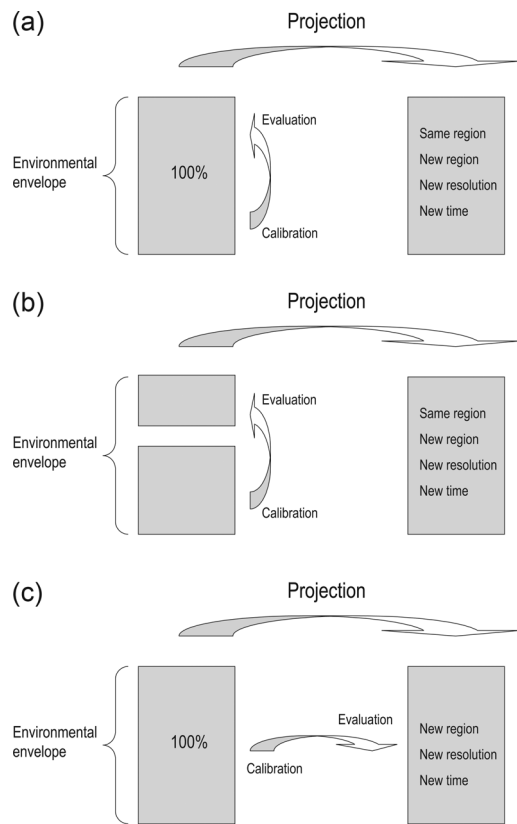 (a)
Projection
Environmental
envelope
100%
Evaluation
Calibration
Same region
New region
New resolution
New time
(b)
Projection
Environmental
envelope
Evaluation
Calibration
Same region
New region
New resolution
New time
(c)
Projection
Environmental
envelope
100%
Evaluation
Calibration
New region
New resolution
New time